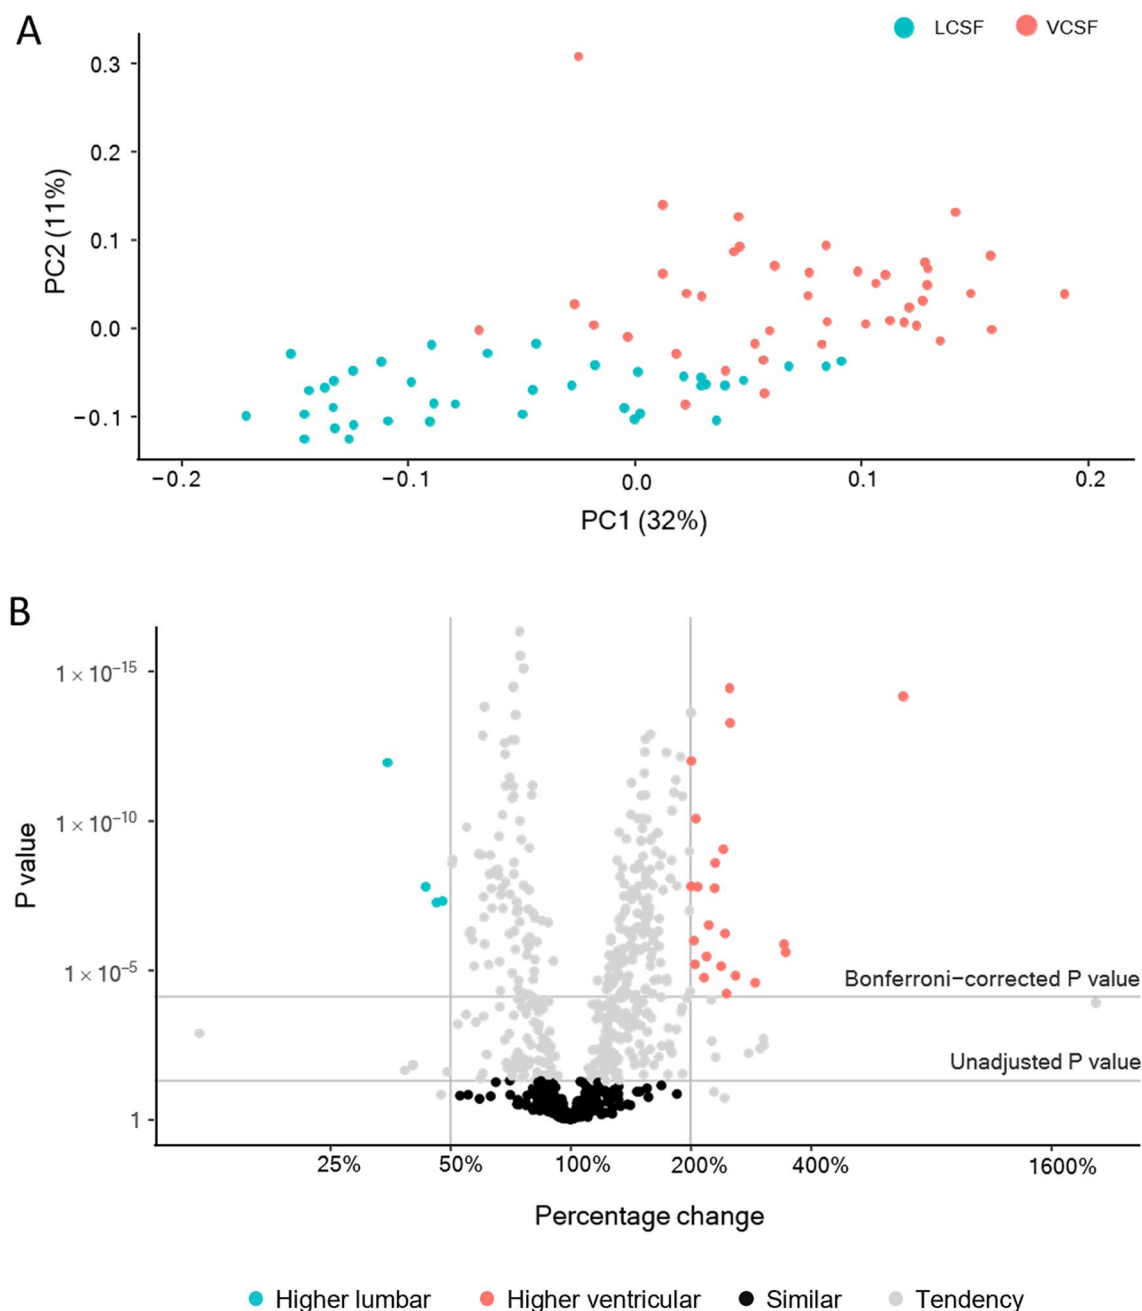 A
LCSF VCSF
0.3
0.2
0.1
0.0
−0.1
PC2 (11%)
−0.2 −0.1 0.0 0.1 0.2
PC1 (32%)
B
1 × 10⁻¹⁵
1 × 10⁻¹⁰
1 × 10⁻⁵
1
P value
Bonferroni−corrected P value
Unadjusted P value
25% 50% 100% 200% 400% 1600%
Percentage change
Higher lumbar Higher ventricular Similar Tendency